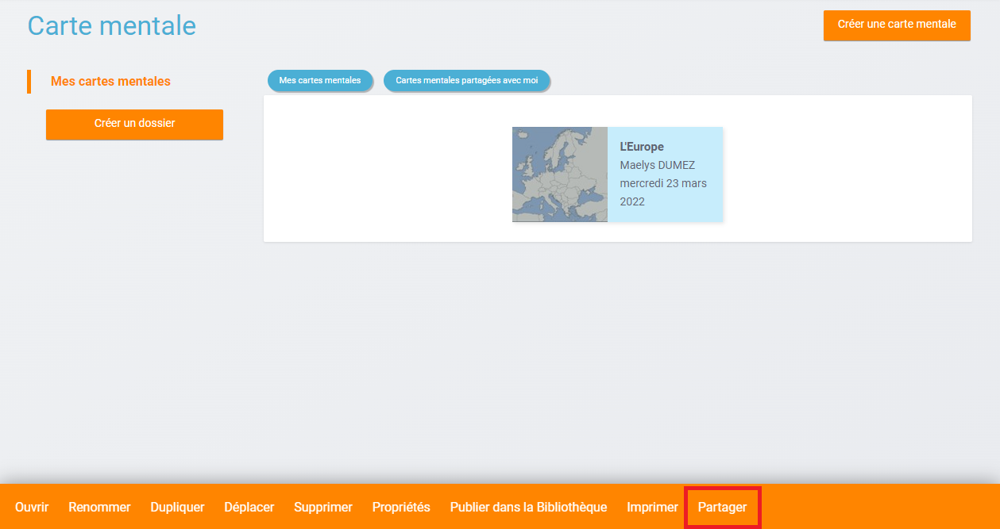 Carte mentale
Créer une carte mentale
Mes cartes mentales
Créer un dossier
Mes cartes mentales
Cartes mentales partagées avec moi
L'Europe
Maelys DUMEZ
mercredi 23 mars
2022
Ouvrir Renommer Dupliquer Déplacer Supprimer Propriétés Publier dans la Bibliothèque Imprimer Partager